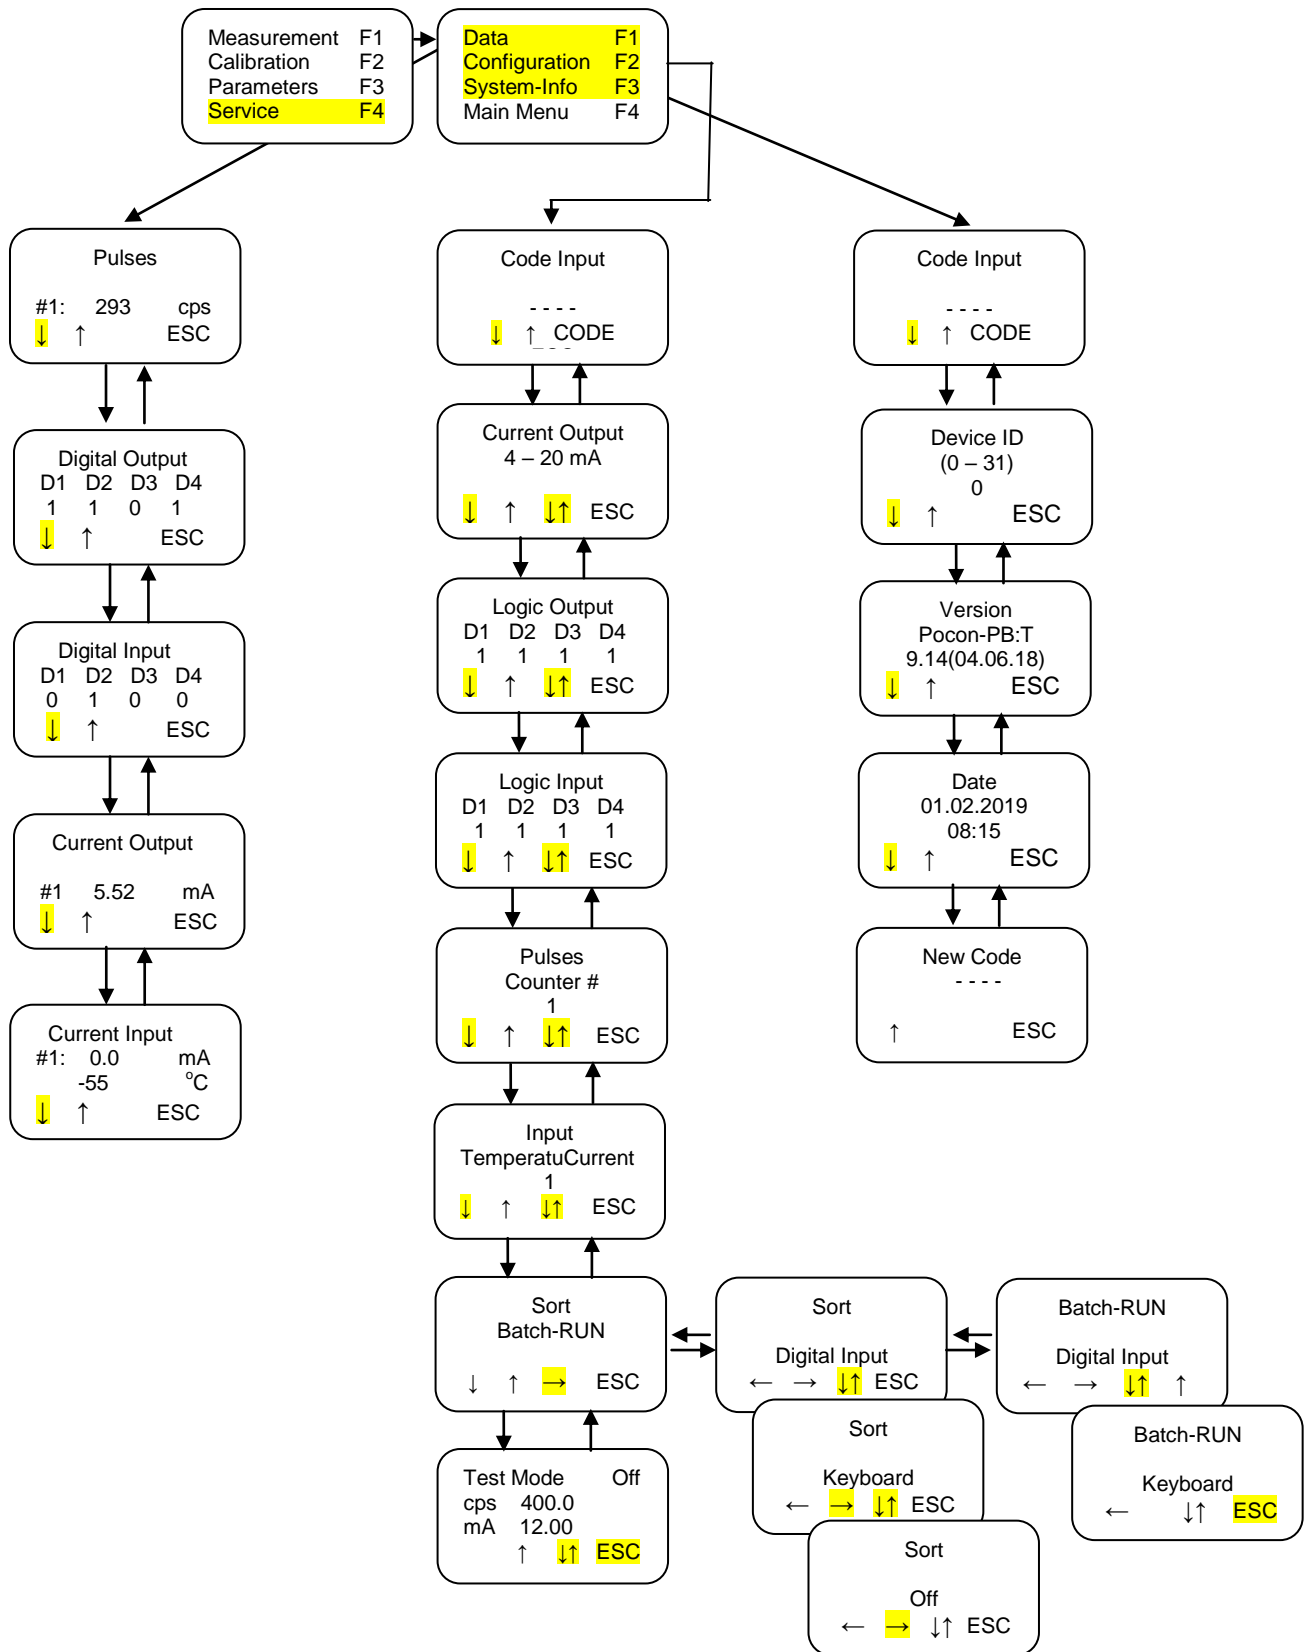 Measurement F1
Calibration F2
Parameters F3
Service F4
Data F1
Configuration F2
System-Info F3
Main Menu F4
Pulses
#1: 293 cps
↓ ↑ ESC
Digital Output
D1 D2 D3 D4
1 1 0 1
↓ ↑ ESC
Digital Input
D1 D2 D3 D4
0 1 0 0
↓ ↑ ESC
Current Output
#1 5.52 mA
↓ ↑ ESC
Current Input
#1: 0.0 mA
-55 °C
↓ ↑ ESC
Code Input
- - - -
↓ ↑ CODE
Current Output
4 – 20 mA
↓ ↑ ↓↑ ESC
Logic Output
D1 D2 D3 D4
1 1 1 1
↓ ↑ ↓↑ ESC
Logic Input
D1 D2 D3 D4
1 1 1 1
↓ ↑ ↓↑ ESC
Pulses
Counter #
1
↓ ↑ ↓↑ ESC
Input
TemperatuCurrent
1
↓ ↑ ↓↑ ESC
Sort
Batch-RUN
↓ ↑ → ESC
Test Mode Off
cps 400.0
mA 12.00
↑ ↓↑ ESC
Sort
Digital Input
← → ↓↑ ESC
Sort
Keyboard
← → ↓↑ ESC
Sort
Off
← → ↓↑ ESC
Batch-RUN
Digital Input
← → ↓↑ ↑
Batch-RUN
Keyboard
← ↓↑ ESC
Code Input
- - - -
↓ ↑ CODE
Device ID
(0 – 31)
0
↓ ↑ ESC
Version
Pocon-PB:T
9.14(04.06.18)
↓ ↑ ESC
Date
01.02.2019
08:15
↓ ↑ ESC
New Code
- - - -
↑ ESC